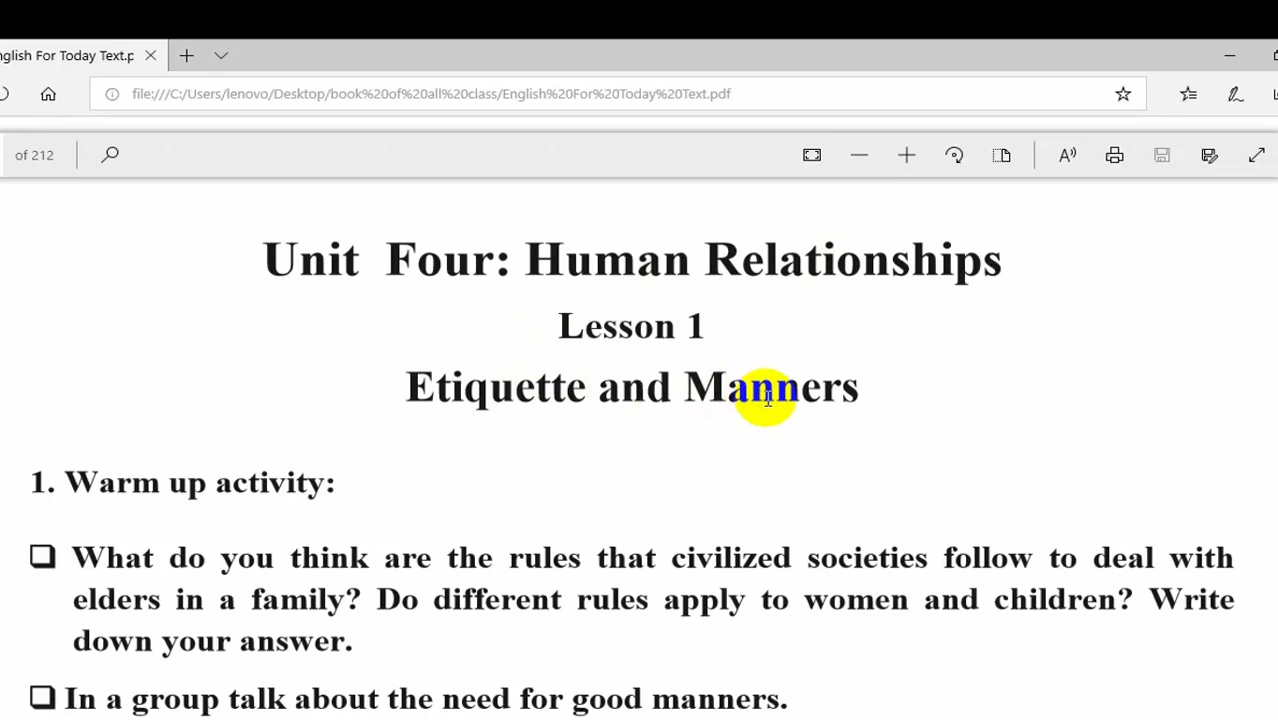 nglish For Today Text.p
file:///C:/Users/lenovo/Desktop/book%20of%20all%20class/English%20For%20Today%20Text.pdf
of 212
Unit Four: Human Relationships
Lesson 1
Etiquette and Manners
1. Warm up activity:
What do you think are the rules that civilized societies follow to deal with
elders in a family? Do different rules apply to women and children? Write
down your answer.
In a group talk about the need for good manners.